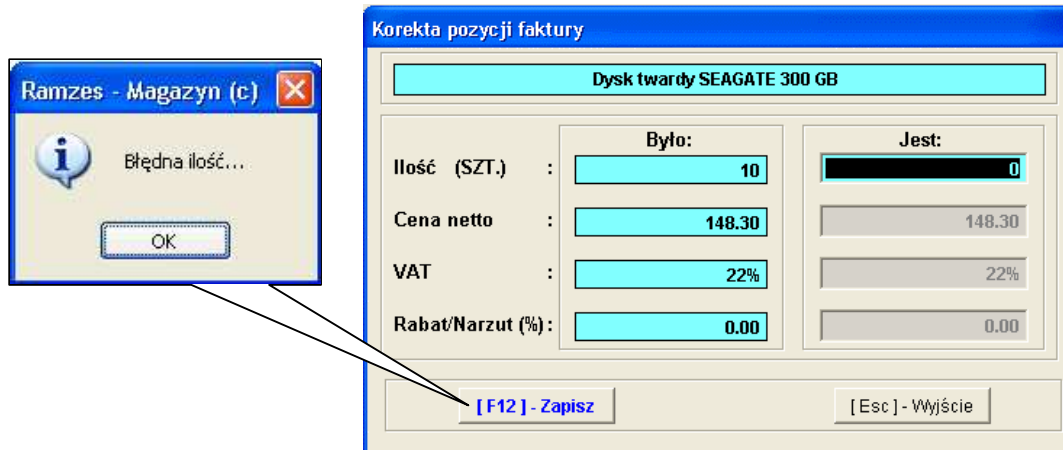 Ramzes - Magazyn (c)
Błędna ilość...
OK
Korekta pozycji faktury
Dysk twardy SEAGATE 300 GB
Było: Jest:
Ilość (SZT.) : 10 0
Cena netto : 148.30 148.30
VAT : 22% 22%
Rabat/Narzut (%) : 0.00 0.00
[ F12 ] - Zapisz [ Esc ] - Wyjście